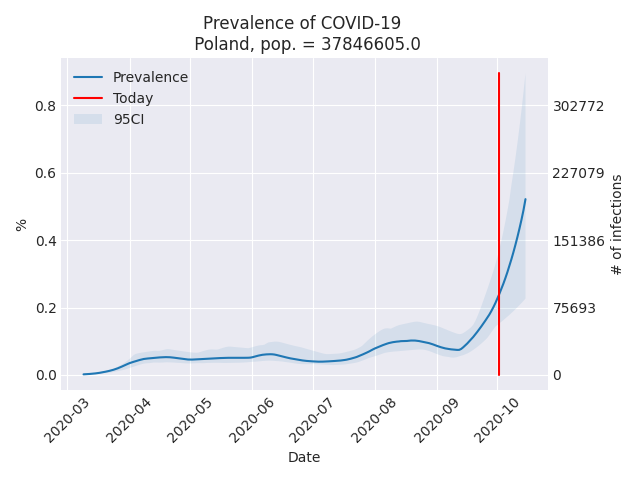 Prevalence of COVID-19
Poland, pop. = 37846605.0
Prevalence
Today
95CI
0.8
0.6
0.4
0.2
0.0
%
302772
227079
151386
75693
0
# of infections
2020-03
2020-04
2020-05
2020-06
2020-07
2020-08
2020-09
2020-10
Date